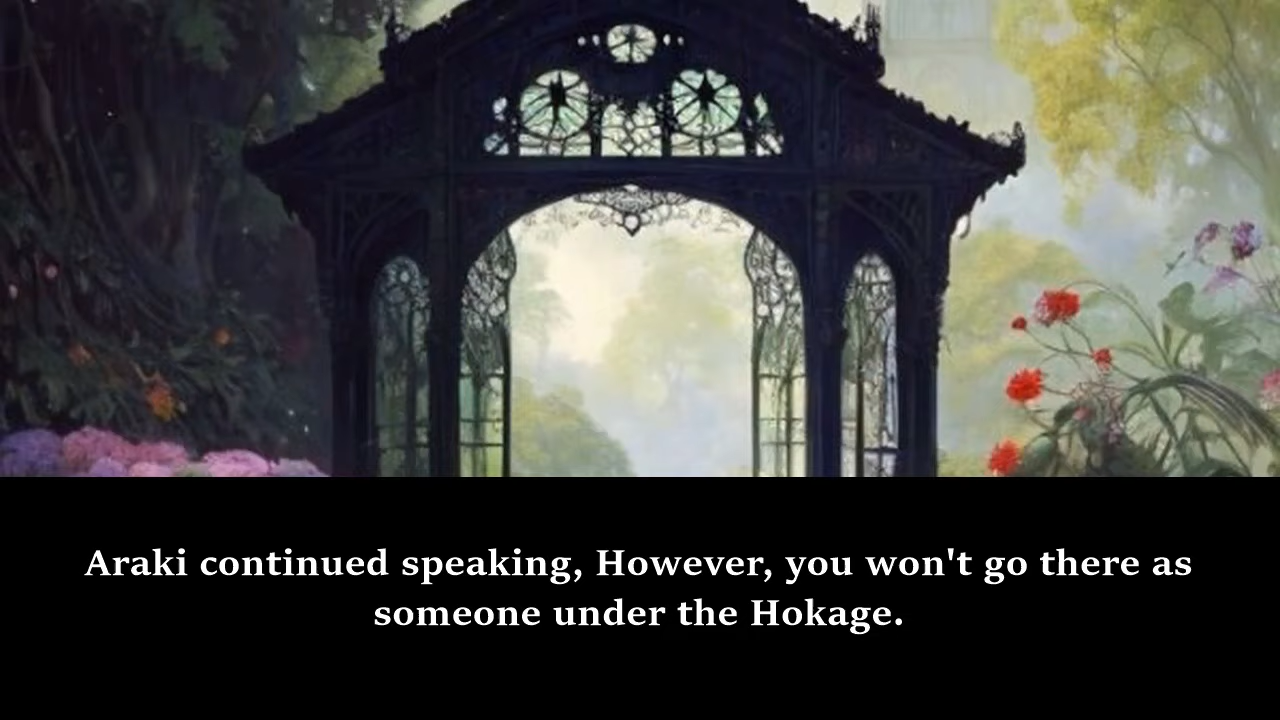 Araki continued speaking, However, you won't go there as
someone under the Hokage.